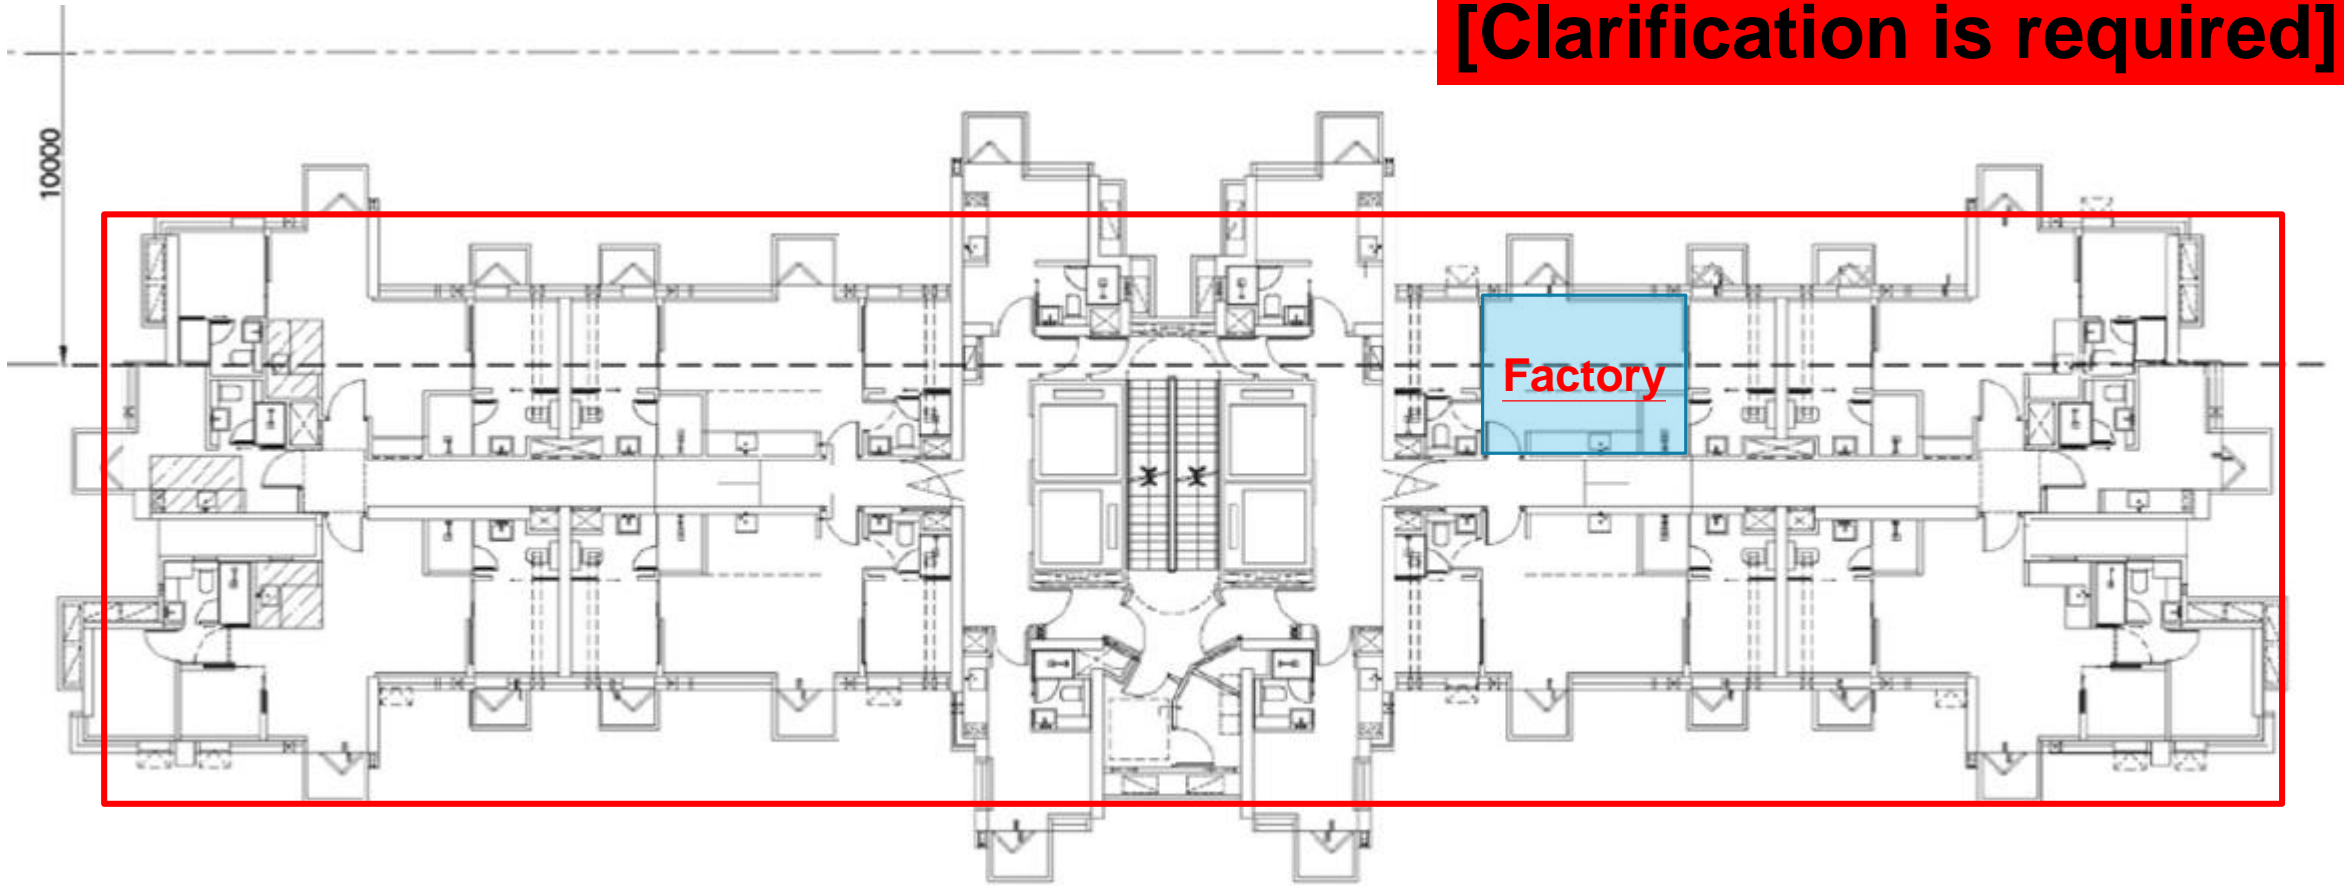 [Clarification is required]
10000
Factory